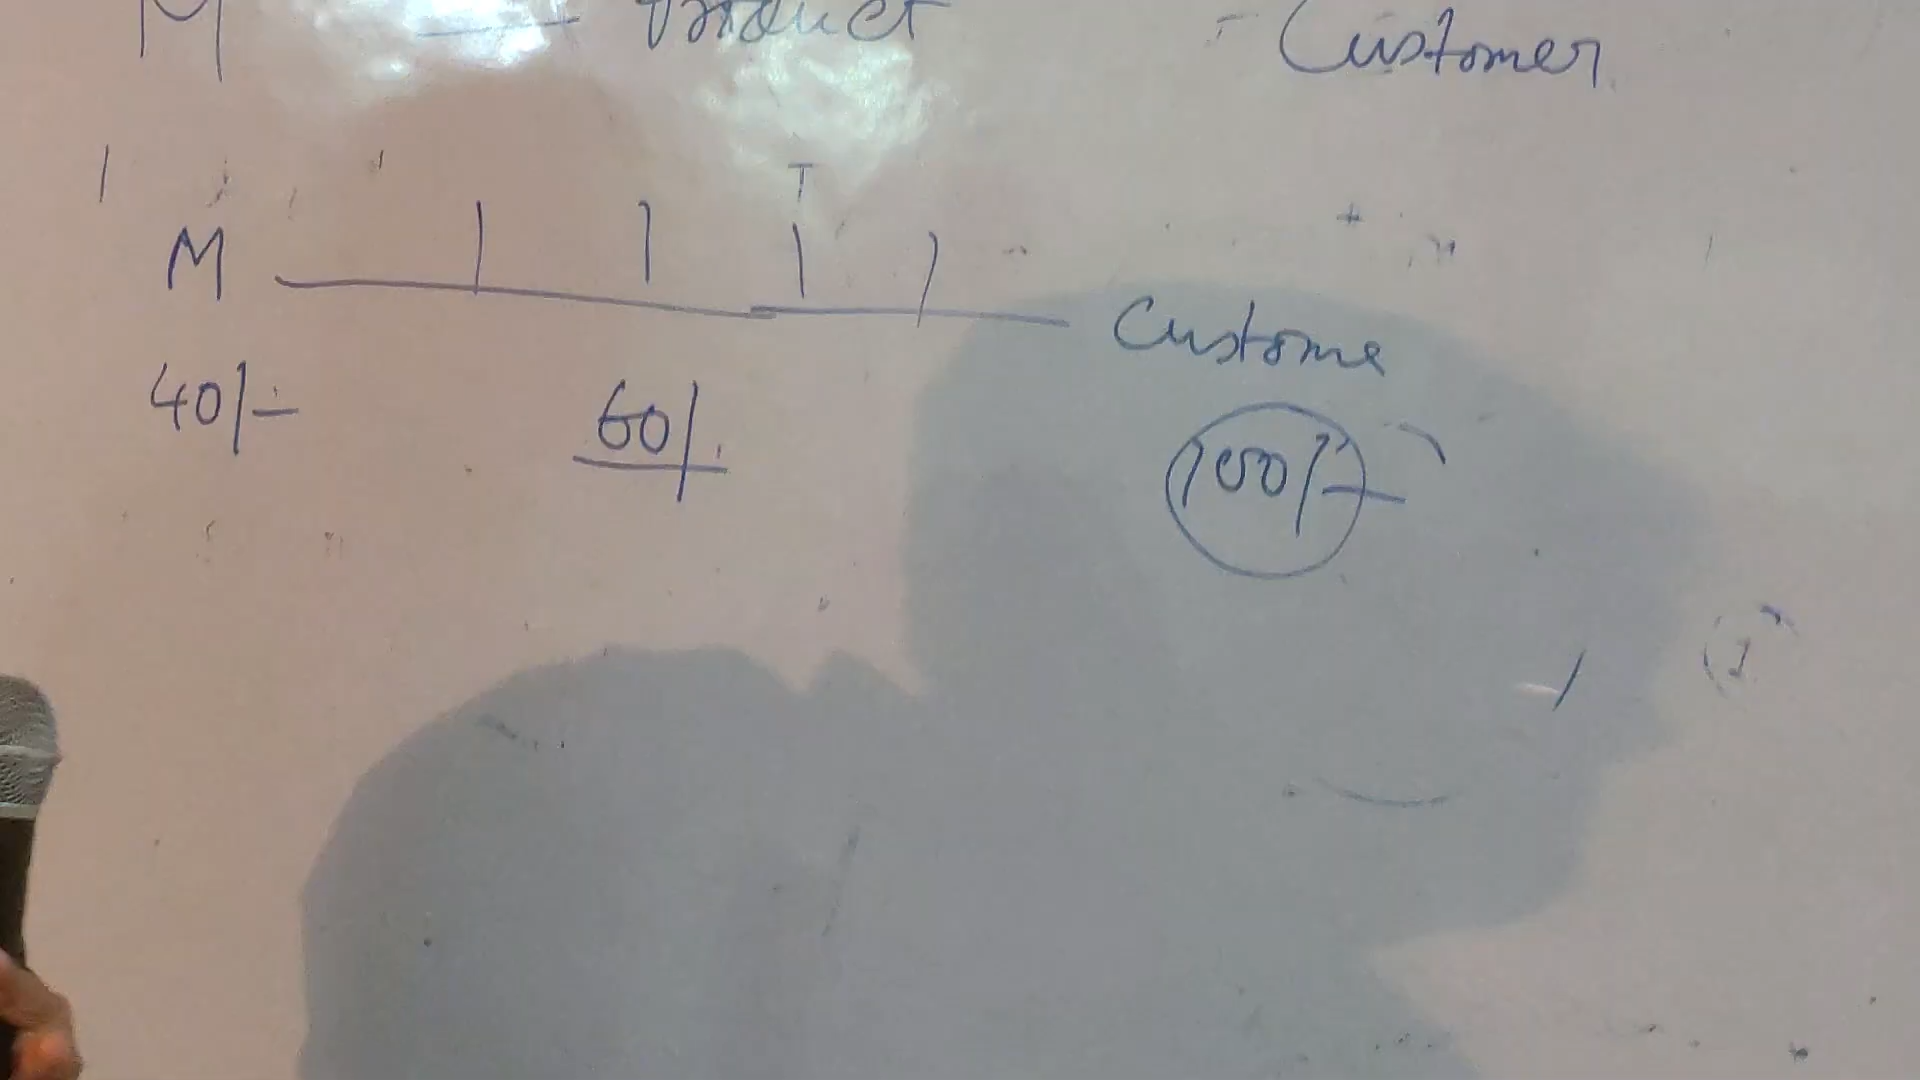 M — Product - Customer
M Custome
40/- 60/. 100/-